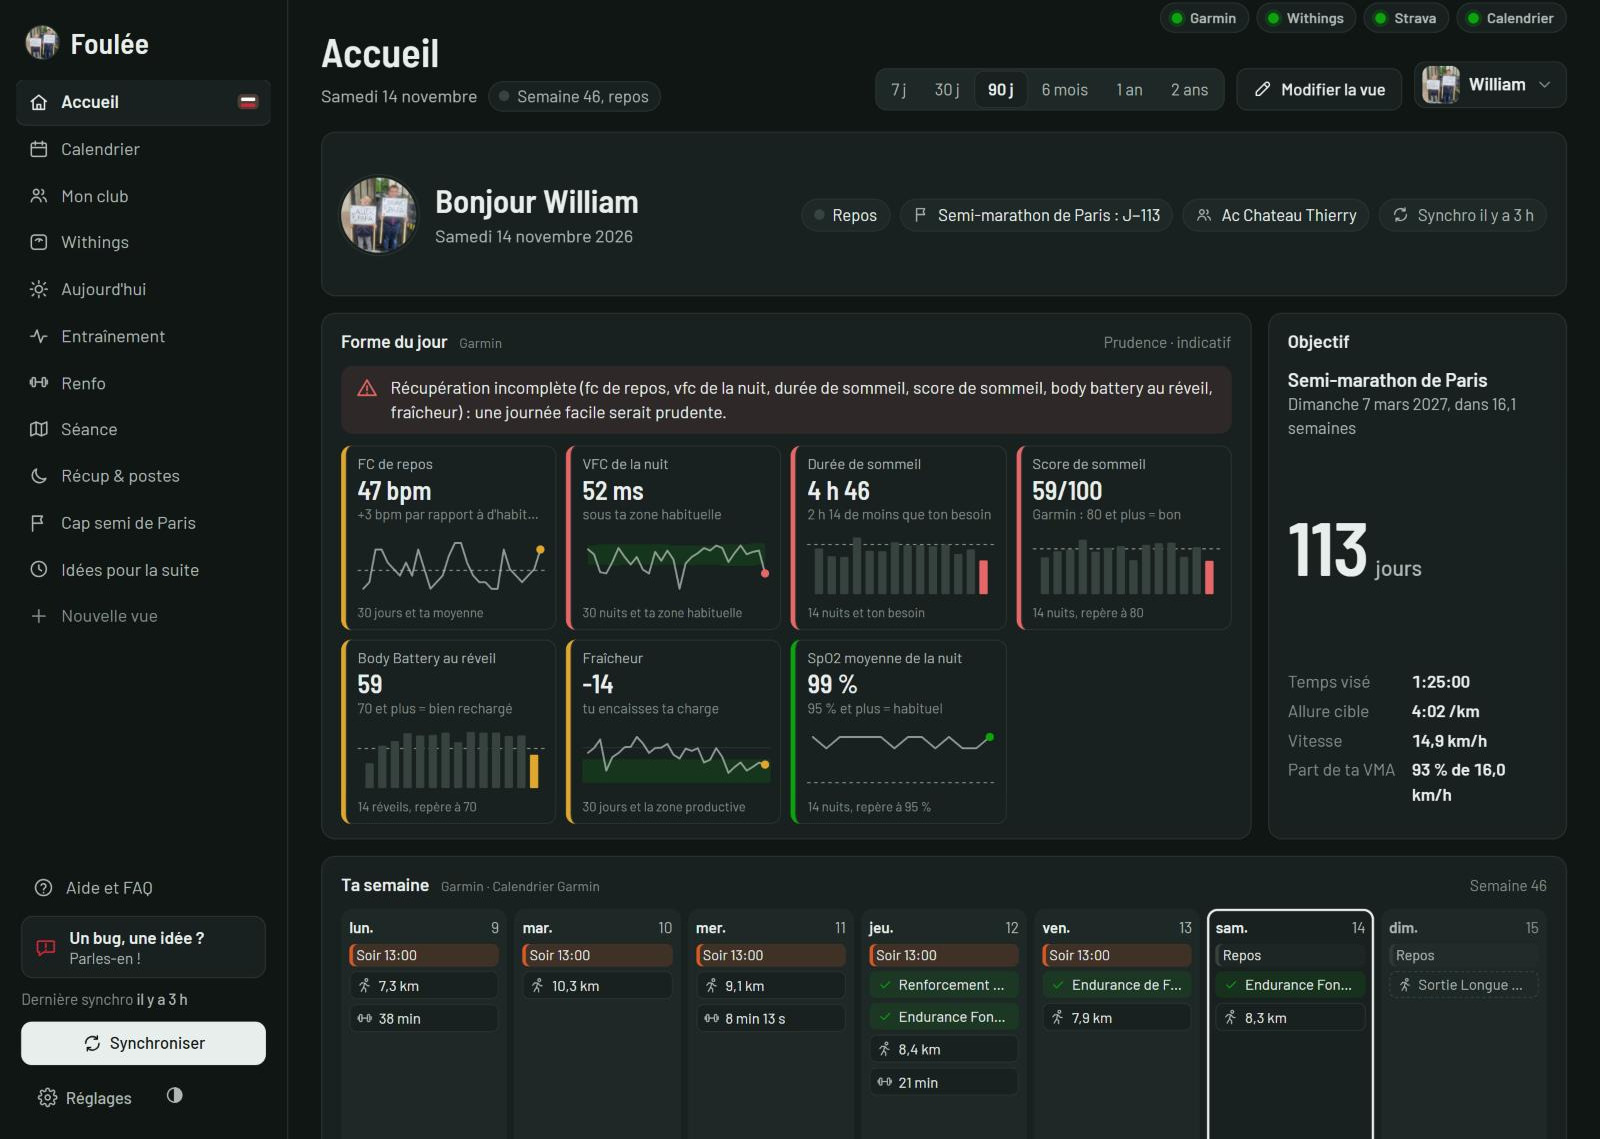 Foulée
Accueil
Calendrier
Mon club
Withings
Aujourd'hui
Entraînement
Renfo
Séance
Récup & postes
Cap semi de Paris
Idées pour la suite
Nouvelle vue
Aide et FAQ
Un bug, une idée ?
Parles-en !
Dernière synchro il y a 3 h
Synchroniser
Réglages
Garmin
Withings
Strava
Calendrier
Accueil
Samedi 14 novembre
Semaine 46, repos
7 j
30 j
90 j
6 mois
1 an
2 ans
Modifier la vue
William
Bonjour William
Samedi 14 novembre 2026
Repos
Semi-marathon de Paris : J-113
Ac Chateau Thierry
Synchro il y a 3 h
Forme du jour Garmin
Prudence · indicatif
Récupération incomplète (fc de repos, vfc de la nuit, durée de sommeil, score de sommeil, body battery au réveil,
fraîcheur) : une journée facile serait prudente.
FC de repos
47 bpm
+3 bpm par rapport à d'habit...
30 jours et ta moyenne
VFC de la nuit
52 ms
sous ta zone habituelle
30 nuits et ta zone habituelle
Durée de sommeil
4 h 46
2 h 14 de moins que ton besoin
14 nuits et ton besoin
Score de sommeil
59/100
Garmin : 80 et plus = bon
14 nuits, repère à 80
Body Battery au réveil
59
70 et plus = bien rechargé
14 réveils, repère à 70
Fraîcheur
-14
tu encaisses ta charge
30 jours et la zone productive
SpO2 moyenne de la nuit
99 %
95 % et plus = habituel
14 nuits, repère à 95 %
Objectif
Semi-marathon de Paris
Dimanche 7 mars 2027, dans 16,1
semaines
113 jours
Temps visé 1:25:00
Allure cible 4:02 /km
Vitesse 14,9 km/h
Part de ta VMA 93 % de 16,0
km/h
Ta semaine Garmin · Calendrier Garmin
Semaine 46
lun. 9
Soir 13:00
7,3 km
38 min
mar. 10
Soir 13:00
10,3 km
mer. 11
Soir 13:00
9,1 km
8 min 13 s
jeu. 12
Soir 13:00
Renforcement ...
Endurance Fon...
8,4 km
21 min
ven. 13
Soir 13:00
Endurance de F...
7,9 km
sam. 14
Repos
Endurance Fon...
8,3 km
dim. 15
Repos
Sortie Longue ...